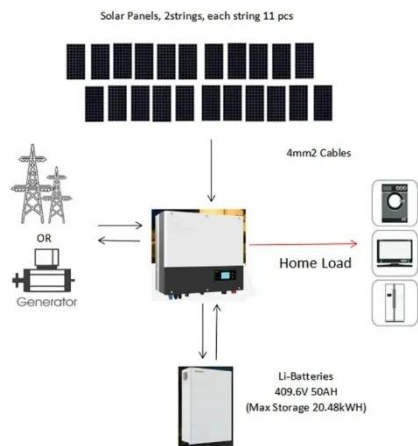 Solar Panels, 2strings, each string 11 pcs
4mm2 Cables
OR
Generator
Home Load
Li-Batteries
409.6V 50AH
(Max Storage 20.48kWH)